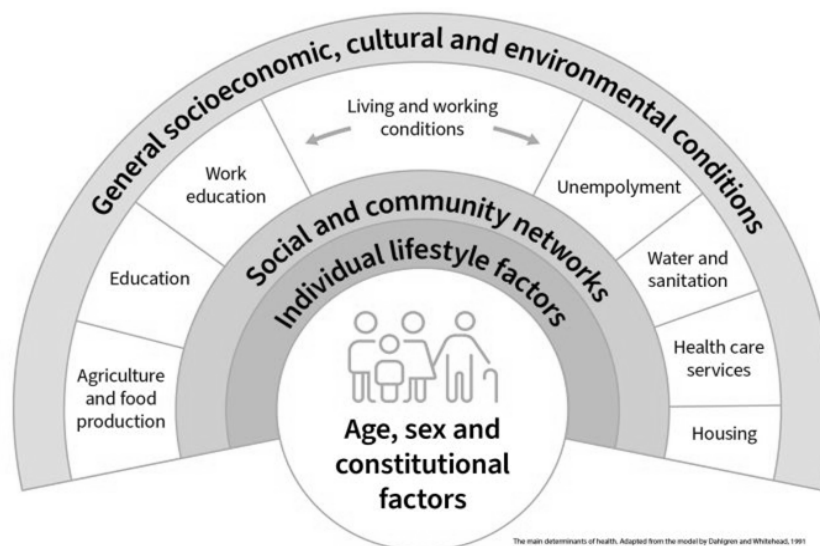 General socioeconomic, cultural and environmental conditions
Living and working
conditions
Work
education
Unempolyment
Social and community networks
Education
Water and
sanitation
Individual lifestyle factors
Agriculture
and food
production
Health care
services
Housing
Age, sex and
constitutional
factors
The main determinants of health. Adapted from the model by Dahlgren and Whitehead, 1991